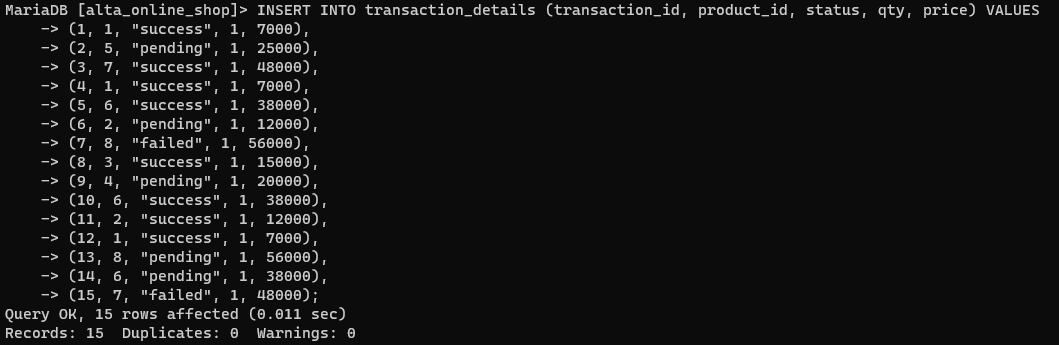 MariaDB [alta_online_shop]> INSERT INTO transaction_details (transaction_id, product_id, status, qty, price) VALUES
    -> (1, 1, "success", 1, 7000),
    -> (2, 5, "pending", 1, 25000),
    -> (3, 7, "success", 1, 48000),
    -> (4, 1, "success", 1, 7000),
    -> (5, 6, "success", 1, 38000),
    -> (6, 2, "pending", 1, 12000),
    -> (7, 8, "failed", 1, 56000),
    -> (8, 3, "success", 1, 15000),
    -> (9, 4, "pending", 1, 20000),
    -> (10, 6, "success", 1, 38000),
    -> (11, 2, "success", 1, 12000),
    -> (12, 1, "success", 1, 7000),
    -> (13, 8, "pending", 1, 56000),
    -> (14, 6, "pending", 1, 38000),
    -> (15, 7, "failed", 1, 48000);
Query OK, 15 rows affected (0.011 sec)
Records: 15  Duplicates: 0  Warnings: 0